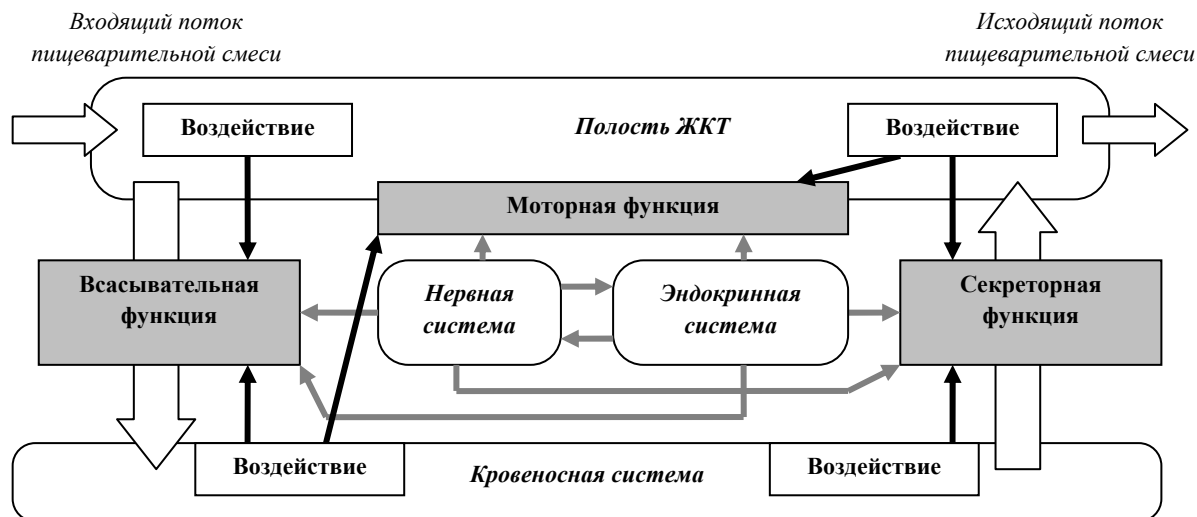 Входящий поток
пищеварительной смеси
Исходящий поток
пищеварительной смеси
Воздействие
Полость ЖКТ
Воздействие
Моторная функция
Всасывательная
функция
Нервная
система
Эндокринная
система
Секреторная
функция
Воздействие
Кровеносная система
Воздействие